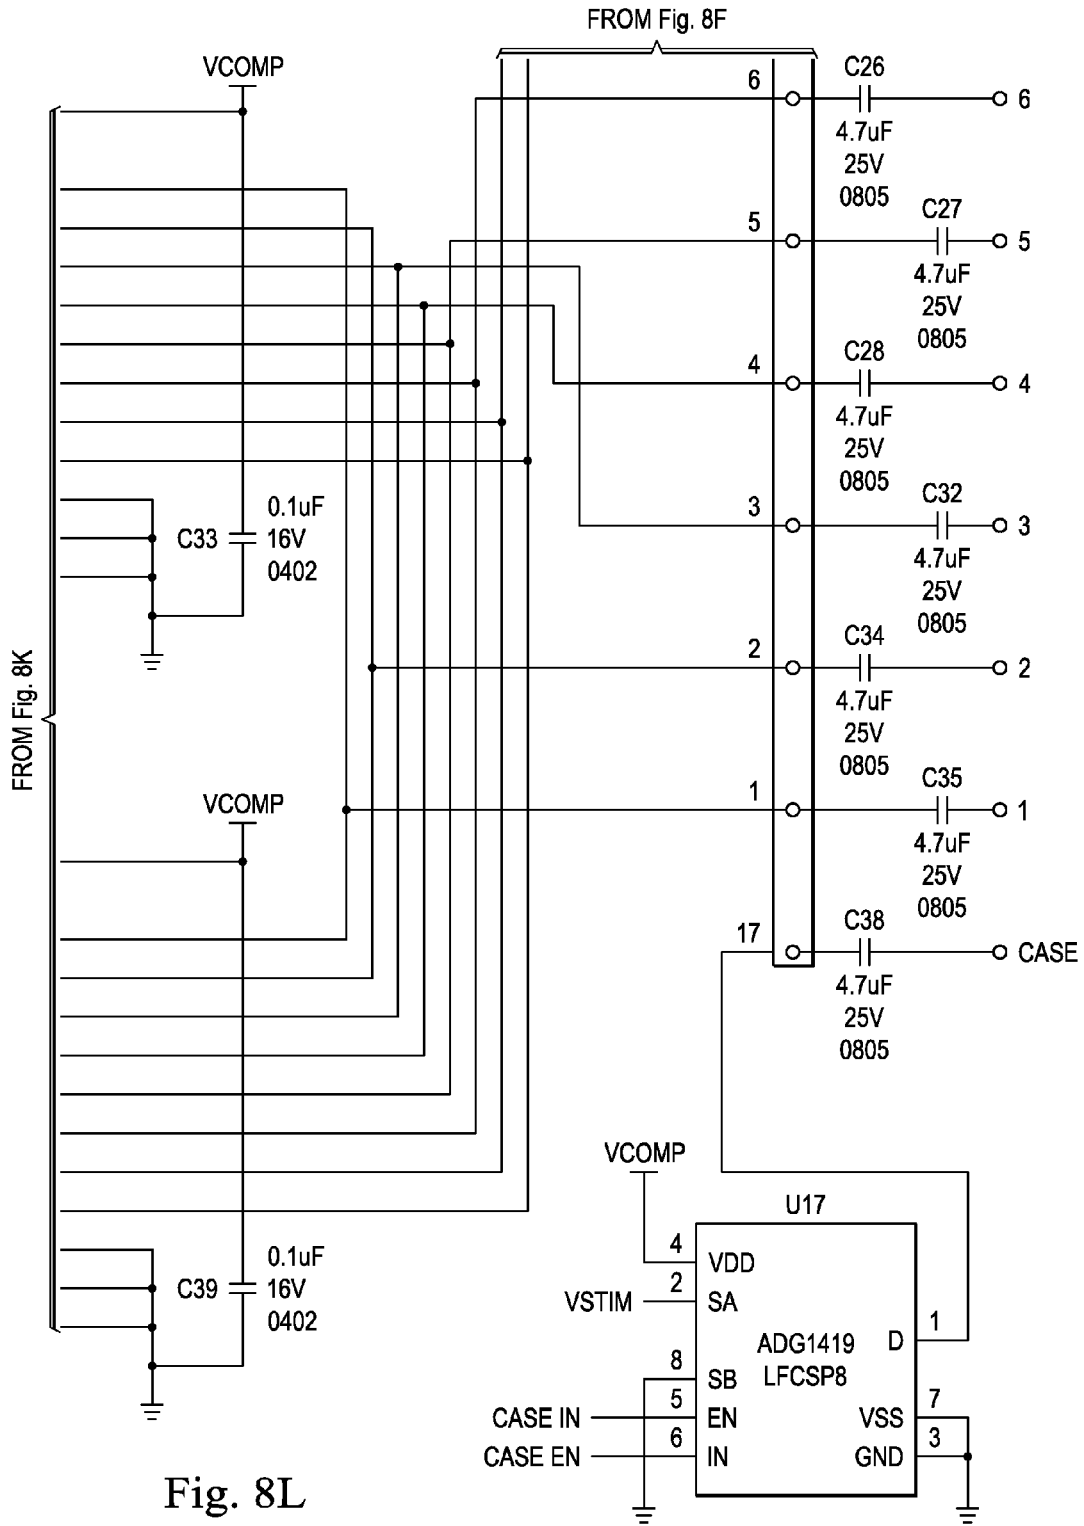 FROM Fig. 8F
VCOMP
6
C26
6
4.7uF
25V
0805
5
C27
5
4.7uF
25V
0805
4
C28
4
4.7uF
25V
0805
0.1uF
C33 16V
0402
3
C32
3
4.7uF
25V
0805
FROM Fig. 8K
2
C34
2
4.7uF
25V
0805
VCOMP
1
C35
1
4.7uF
25V
0805
17
C38
CASE
4.7uF
25V
0805
VCOMP
U17
0.1uF
C39 16V
0402
4 VDD
VSTIM 2 SA
ADG1419
LFCSP8
D 1
8 SB
CASE IN 5 EN
CASE EN 6 IN
VSS 7
GND 3
Fig. 8L